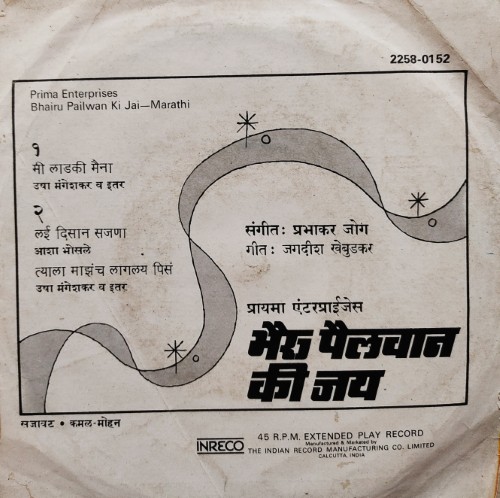 2258-0152
Prima Enterprises
Bhairu Pailwan Ki Jai—Marathi
१
मी लाडकी मैना
उषा मंगेशकर व इतर
२
लई दिसान सजणा
आशा भोसले
त्याला माझंच लागलय पिसं
उषा मंगेशकर व इतर
संगीत: प्रभाकर जोग
गीत: जगदीश खेबुडकर
प्रायमा एंटरप्राईजेस
भैरू पैलवान
की जय
सजावट • कमल-मोहन
INRECO
45 R.P.M. EXTENDED PLAY RECORD
Manufactured & Marketed by
THE INDIAN RECORD MANUFACTURING CO. LIMITED
CALCUTTA, INDIA